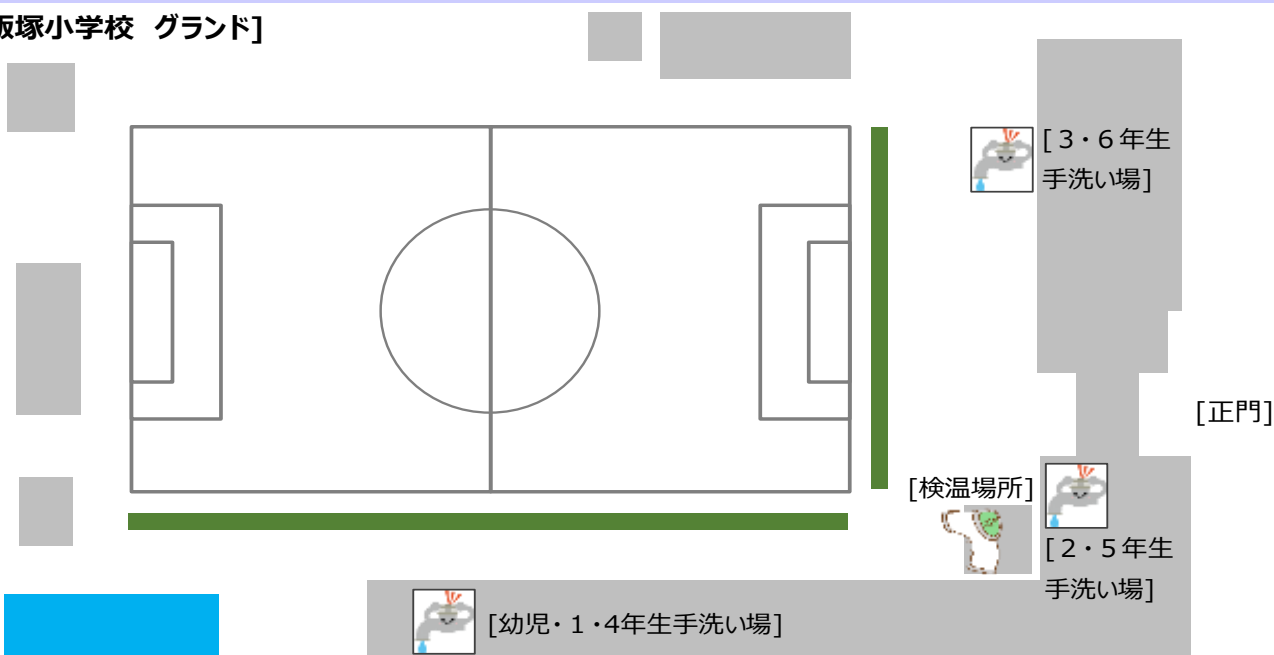 飯塚小学校 グランド]
[３・６年生
手洗い場]
[正門]
[検温場所]
[２・５年生
手洗い場]
[幼児・１・4年生手洗い場]